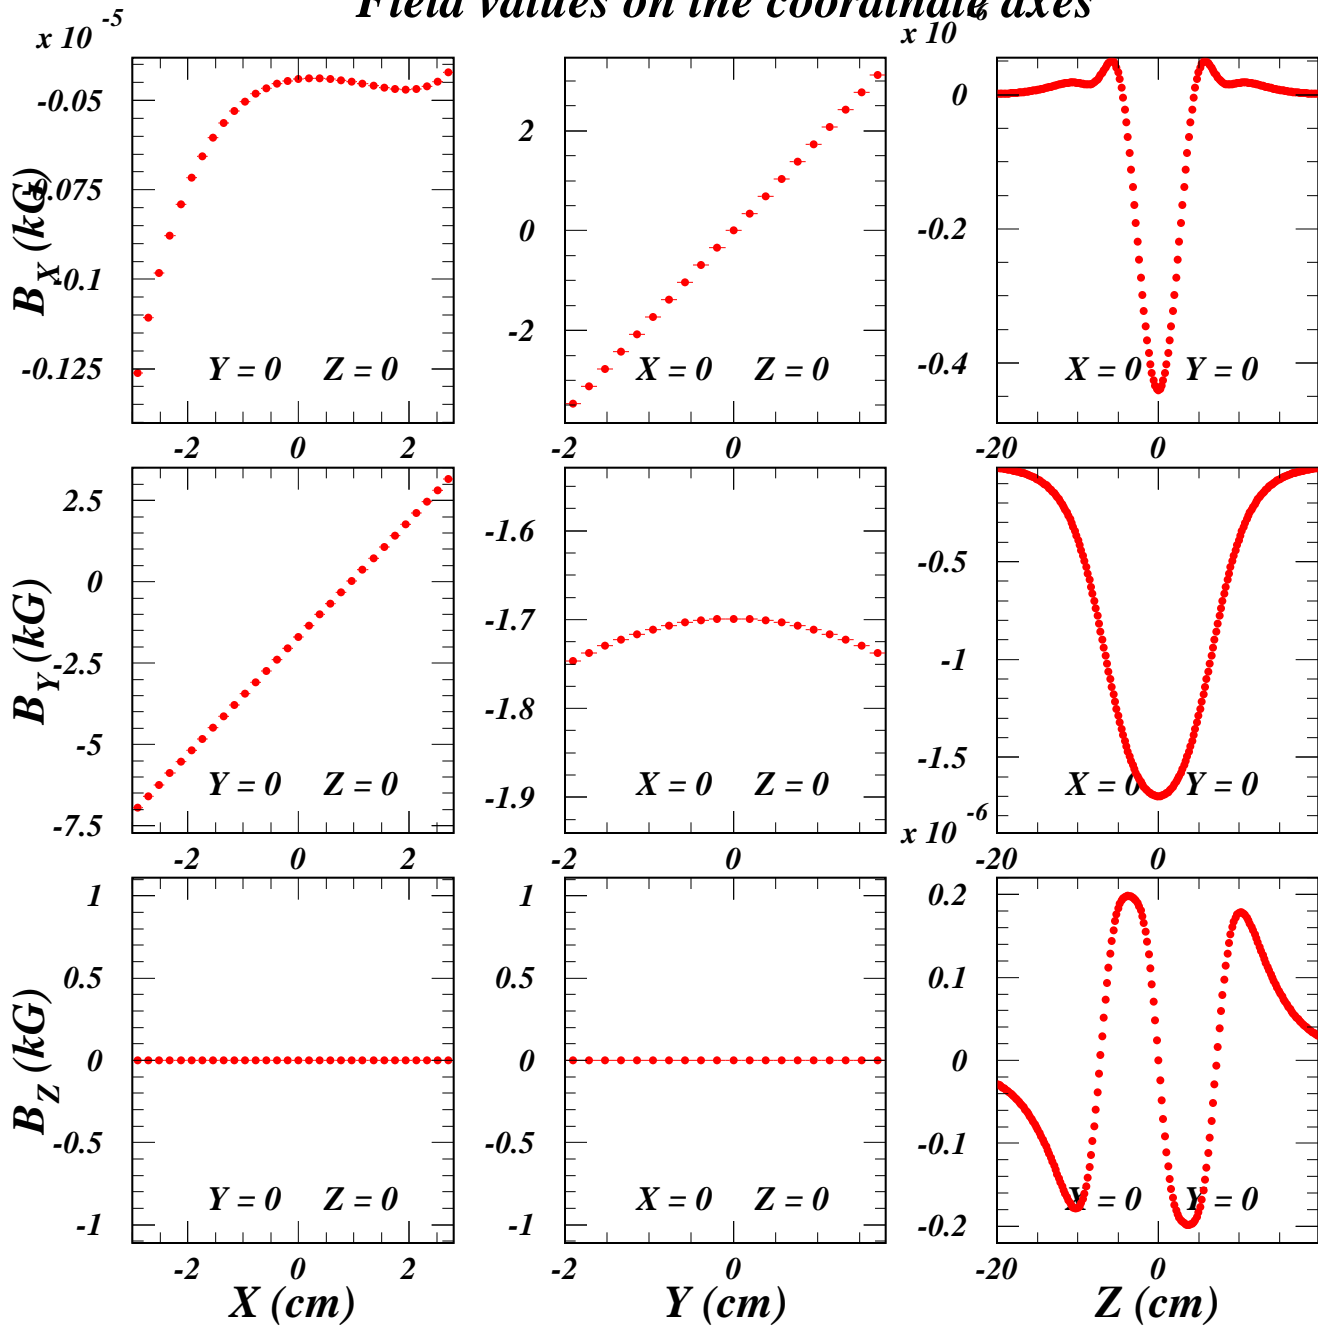 Field values on the coordinate axes
x 10 -5
x 10 -6
B X (kG)
-0.05
-0.075
-0.1
-0.125
Y = 0 Z = 0
-2 0 2
2
0
-2
X = 0 Z = 0
-2 0
0
-0.2
-0.4
X = 0 Y = 0
-20 0
B Y (kG)
2.5
0
-2.5
-5
-7.5
Y = 0 Z = 0
-2 0 2
-1.6
-1.7
-1.8
-1.9
X = 0 Z = 0
-2 0
-0.5
-1
-1.5
X = 0 Y = 0
-20 0
x 10 -6
B Z (kG)
1
0.5
0
-0.5
-1
Y = 0 Z = 0
-2 0 2
X (cm)
1
0.5
0
-0.5
-1
X = 0 Z = 0
-2 0
Y (cm)
0.2
0.1
0
-0.1
-0.2
X = 0 Y = 0
-20 0
Z (cm)